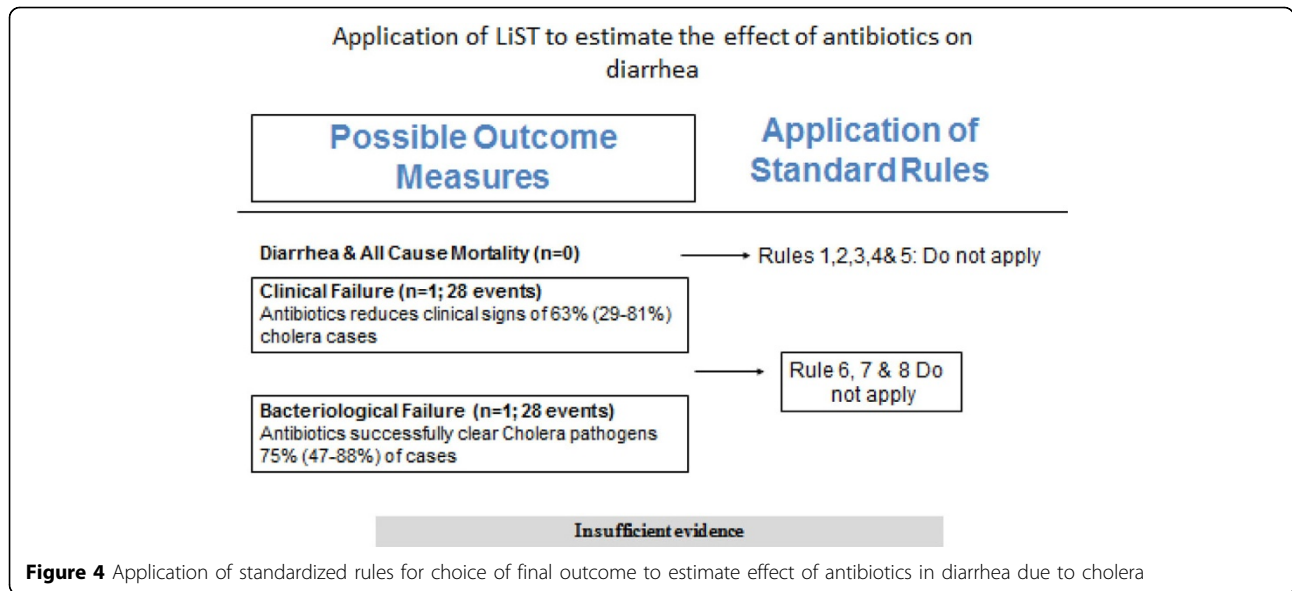 Application of LiST to estimate the effect of antibiotics on
diarrhea
Possible Outcome
Measures
Application of
Standard Rules
Diarrhea & All Cause Mortality (n=0)
Rules 1,2,3,4& 5: Do not apply
Clinical Failure (n=1; 28 events)
Antibiotics reduces clinical signs of 63% (29-81%)
cholera cases
Rule 6, 7 & 8 Do
not apply
Bacteriological Failure (n=1; 28 events)
Antibiotics successfully clear Cholera pathogens
75% (47-88%) of cases
Insufficient evidence
Figure 4 Application of standardized rules for choice of final outcome to estimate effect of antibiotics in diarrhea due to cholera